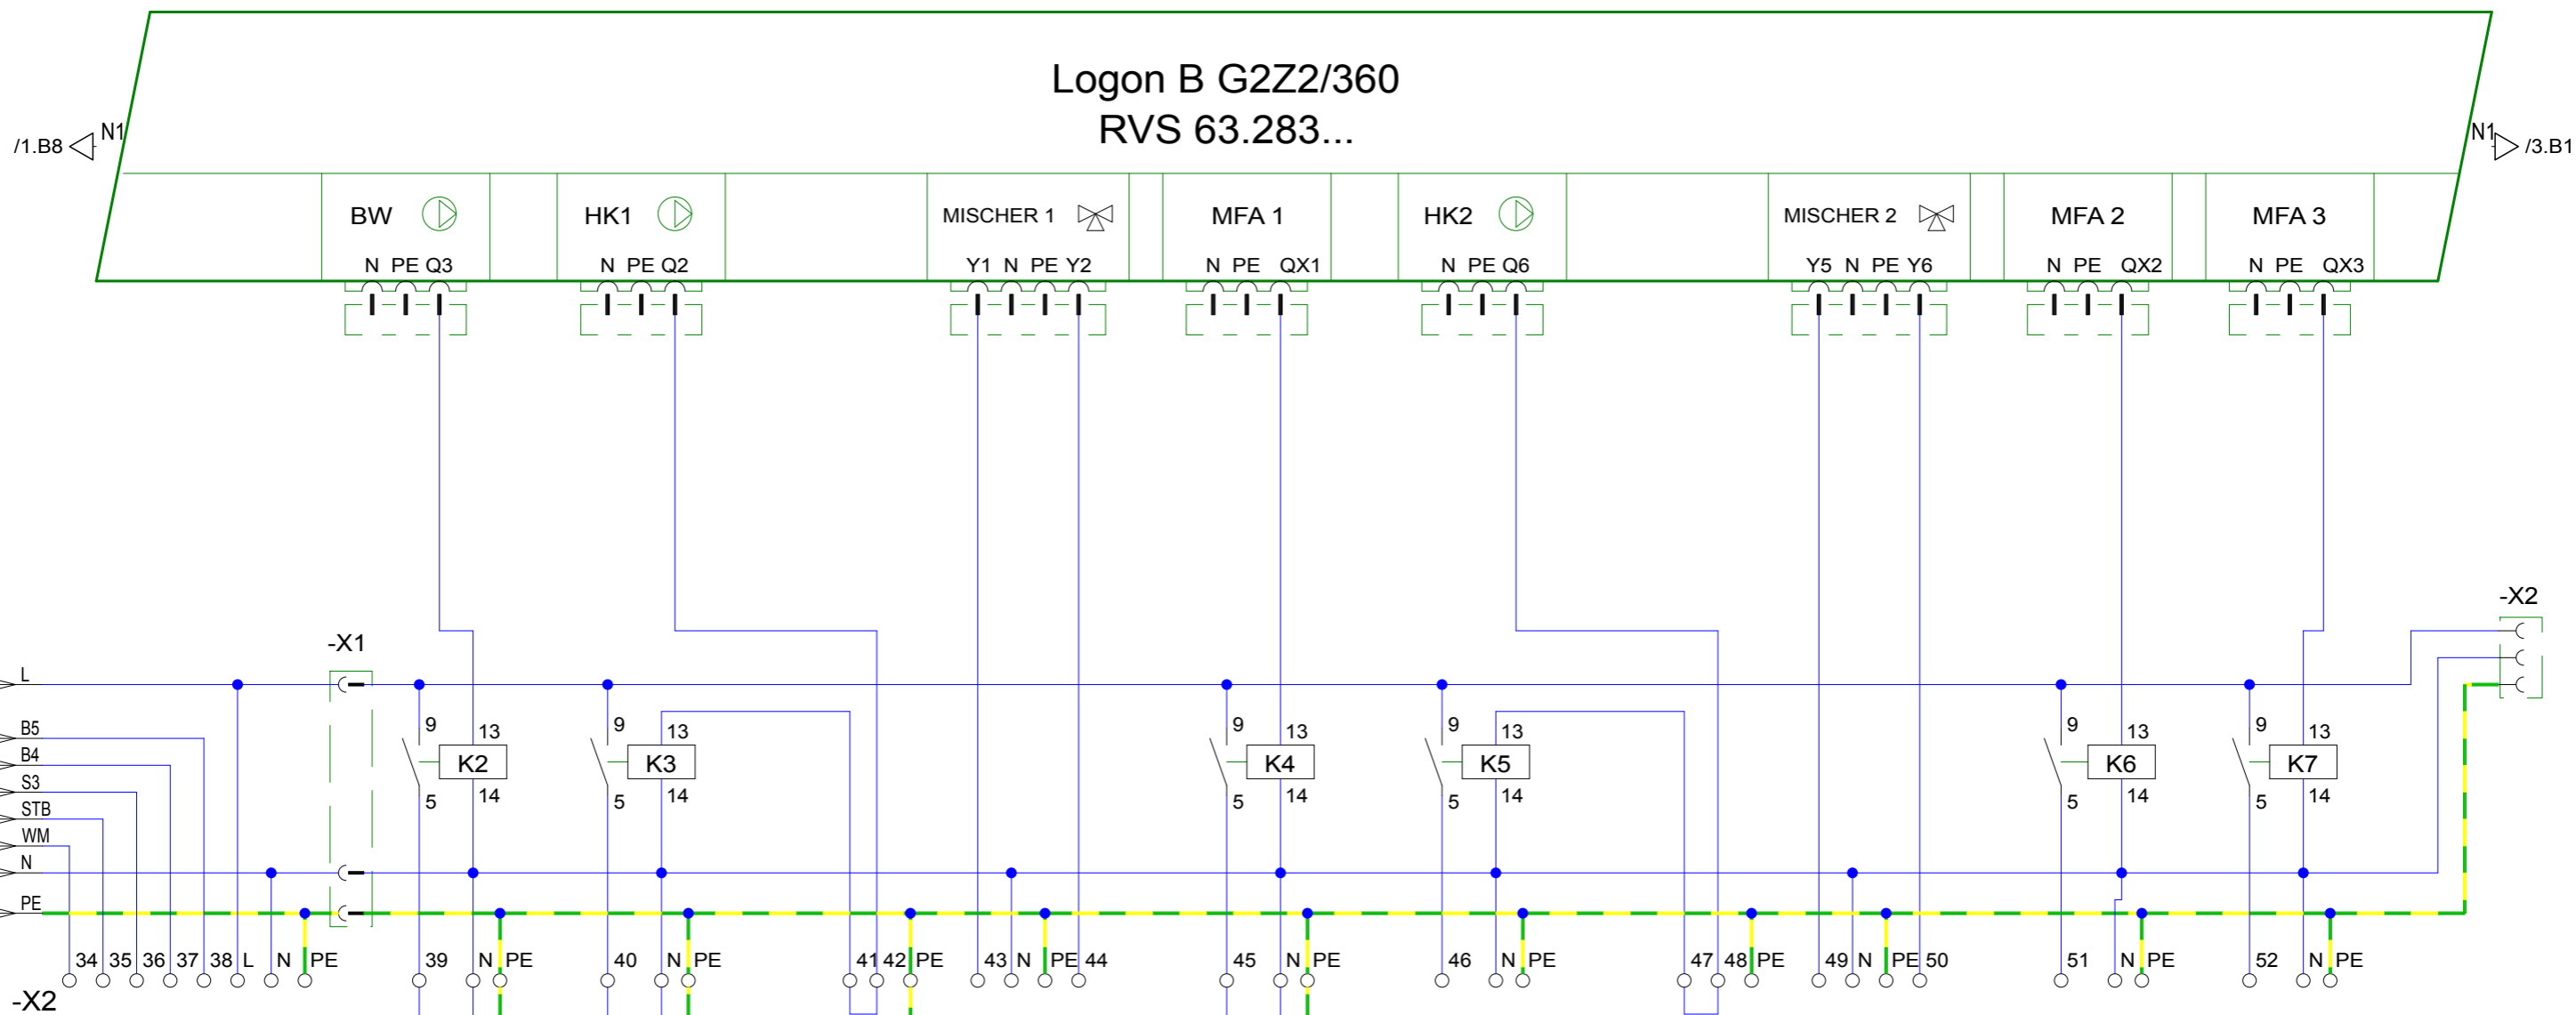 Logon B G2Z2/360
RVS 63.283...
/1.B8 N1 N1 /3.B1
BW HK1 MISCHER 1 MFA 1 HK2 MISCHER 2 MFA 2 MFA 3
N PE Q3 N PE Q2 Y1 N PE Y2 N PE QX1 N PE Q6 Y5 N PE Y6 N PE QX2 N PE QX3
-X2
-X1
L
9 13 9 13 9 13 9 13 9 13 9 13
B5
B4
K2 K3 K4 K5 K6 K7
S3
5 14 5 14 5 14 5 14 5 14 5 14
STB
WM
N
PE
34 35 36 37 38 L N PE 39 N PE 40 N PE 41 42 PE 43 N PE 44 45 N PE 46 N PE 47 48 PE 49 N PE 50 51 N PE 52 N PE
-X2